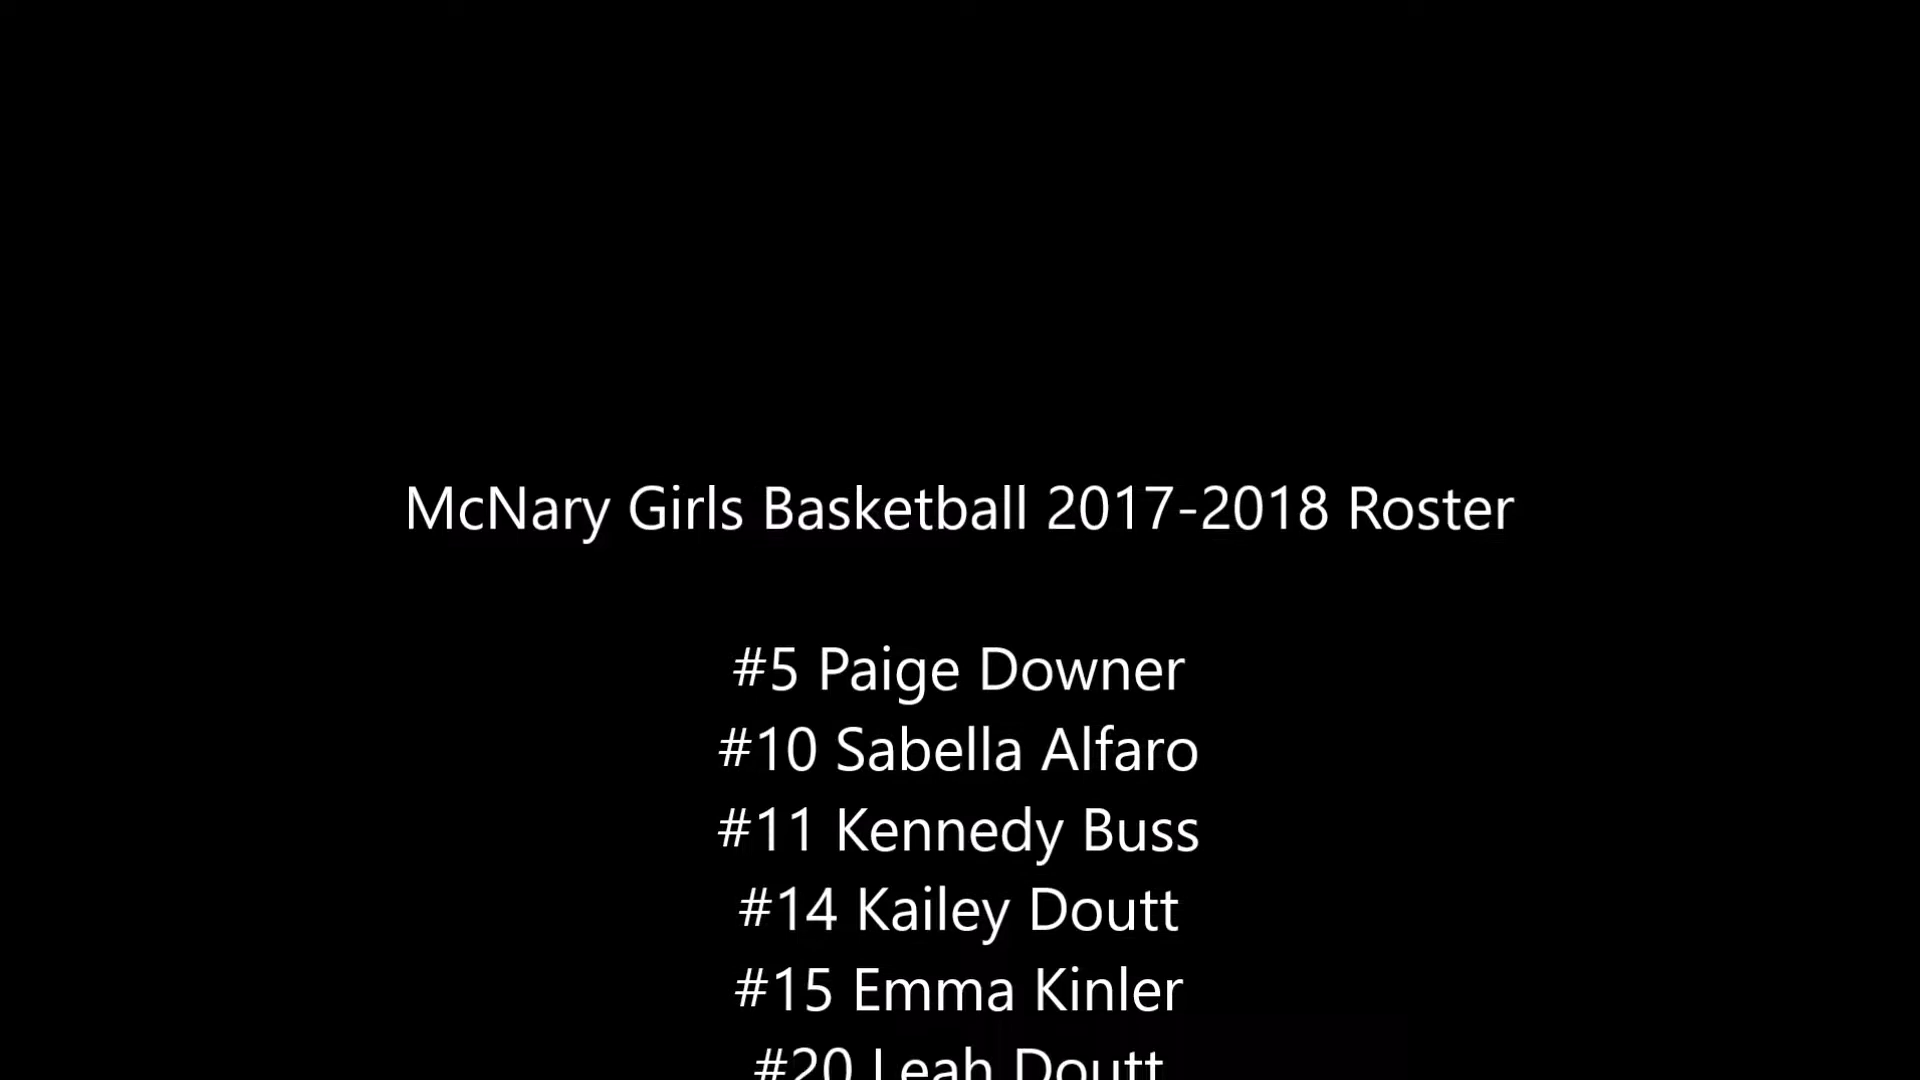 McNary Girls Basketball 2017-2018 Roster
#5 Paige Downer
#10 Sabella Alfaro
#11 Kennedy Buss
#14 Kailey Doutt
#15 Emma Kinler
#20 Leah Doutt